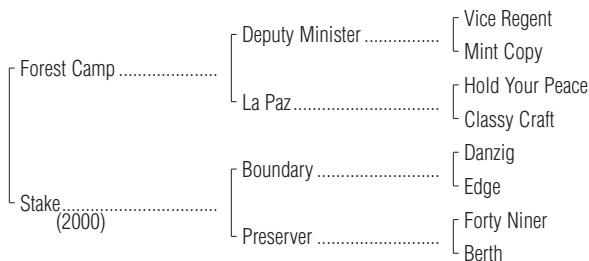 Vice Regent
Deputy Minister ..................
Mint Copy
Forest Camp .......................
Hold Your Peace
La Paz ...................................
Classy Craft
Danzig
Boundary .............................
Edge
Stake .....................................
(2000)
Forty Niner
Preserver .............................
Berth